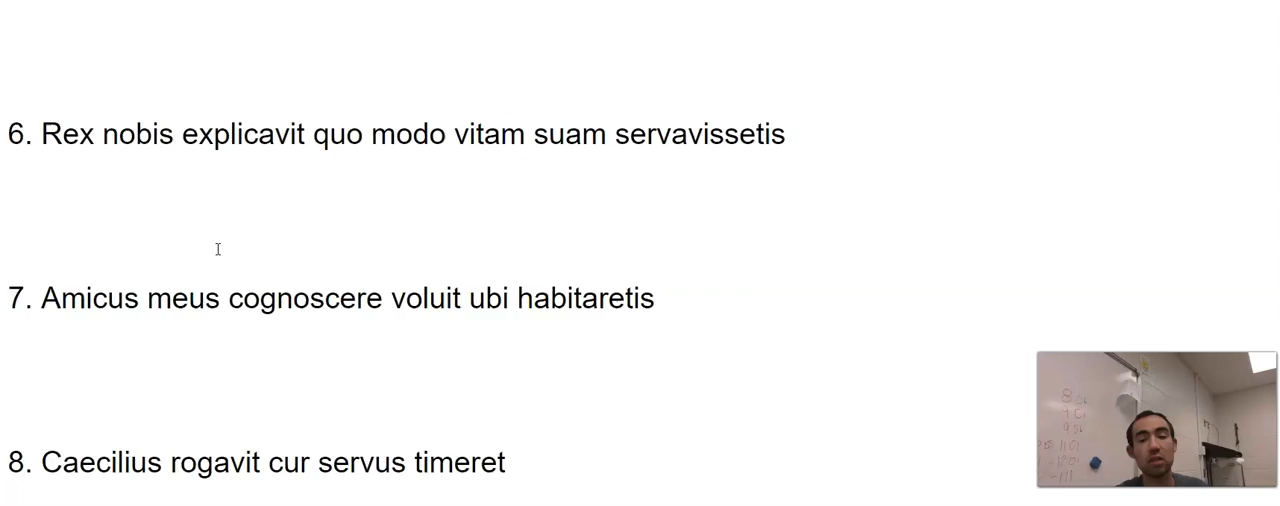 6. Rex nobis explicavit quo modo vitam suam servavissetis
7. Amicus meus cognoscere voluit ubi habitaretis
8. Caecilius rogavit cur servus timeret